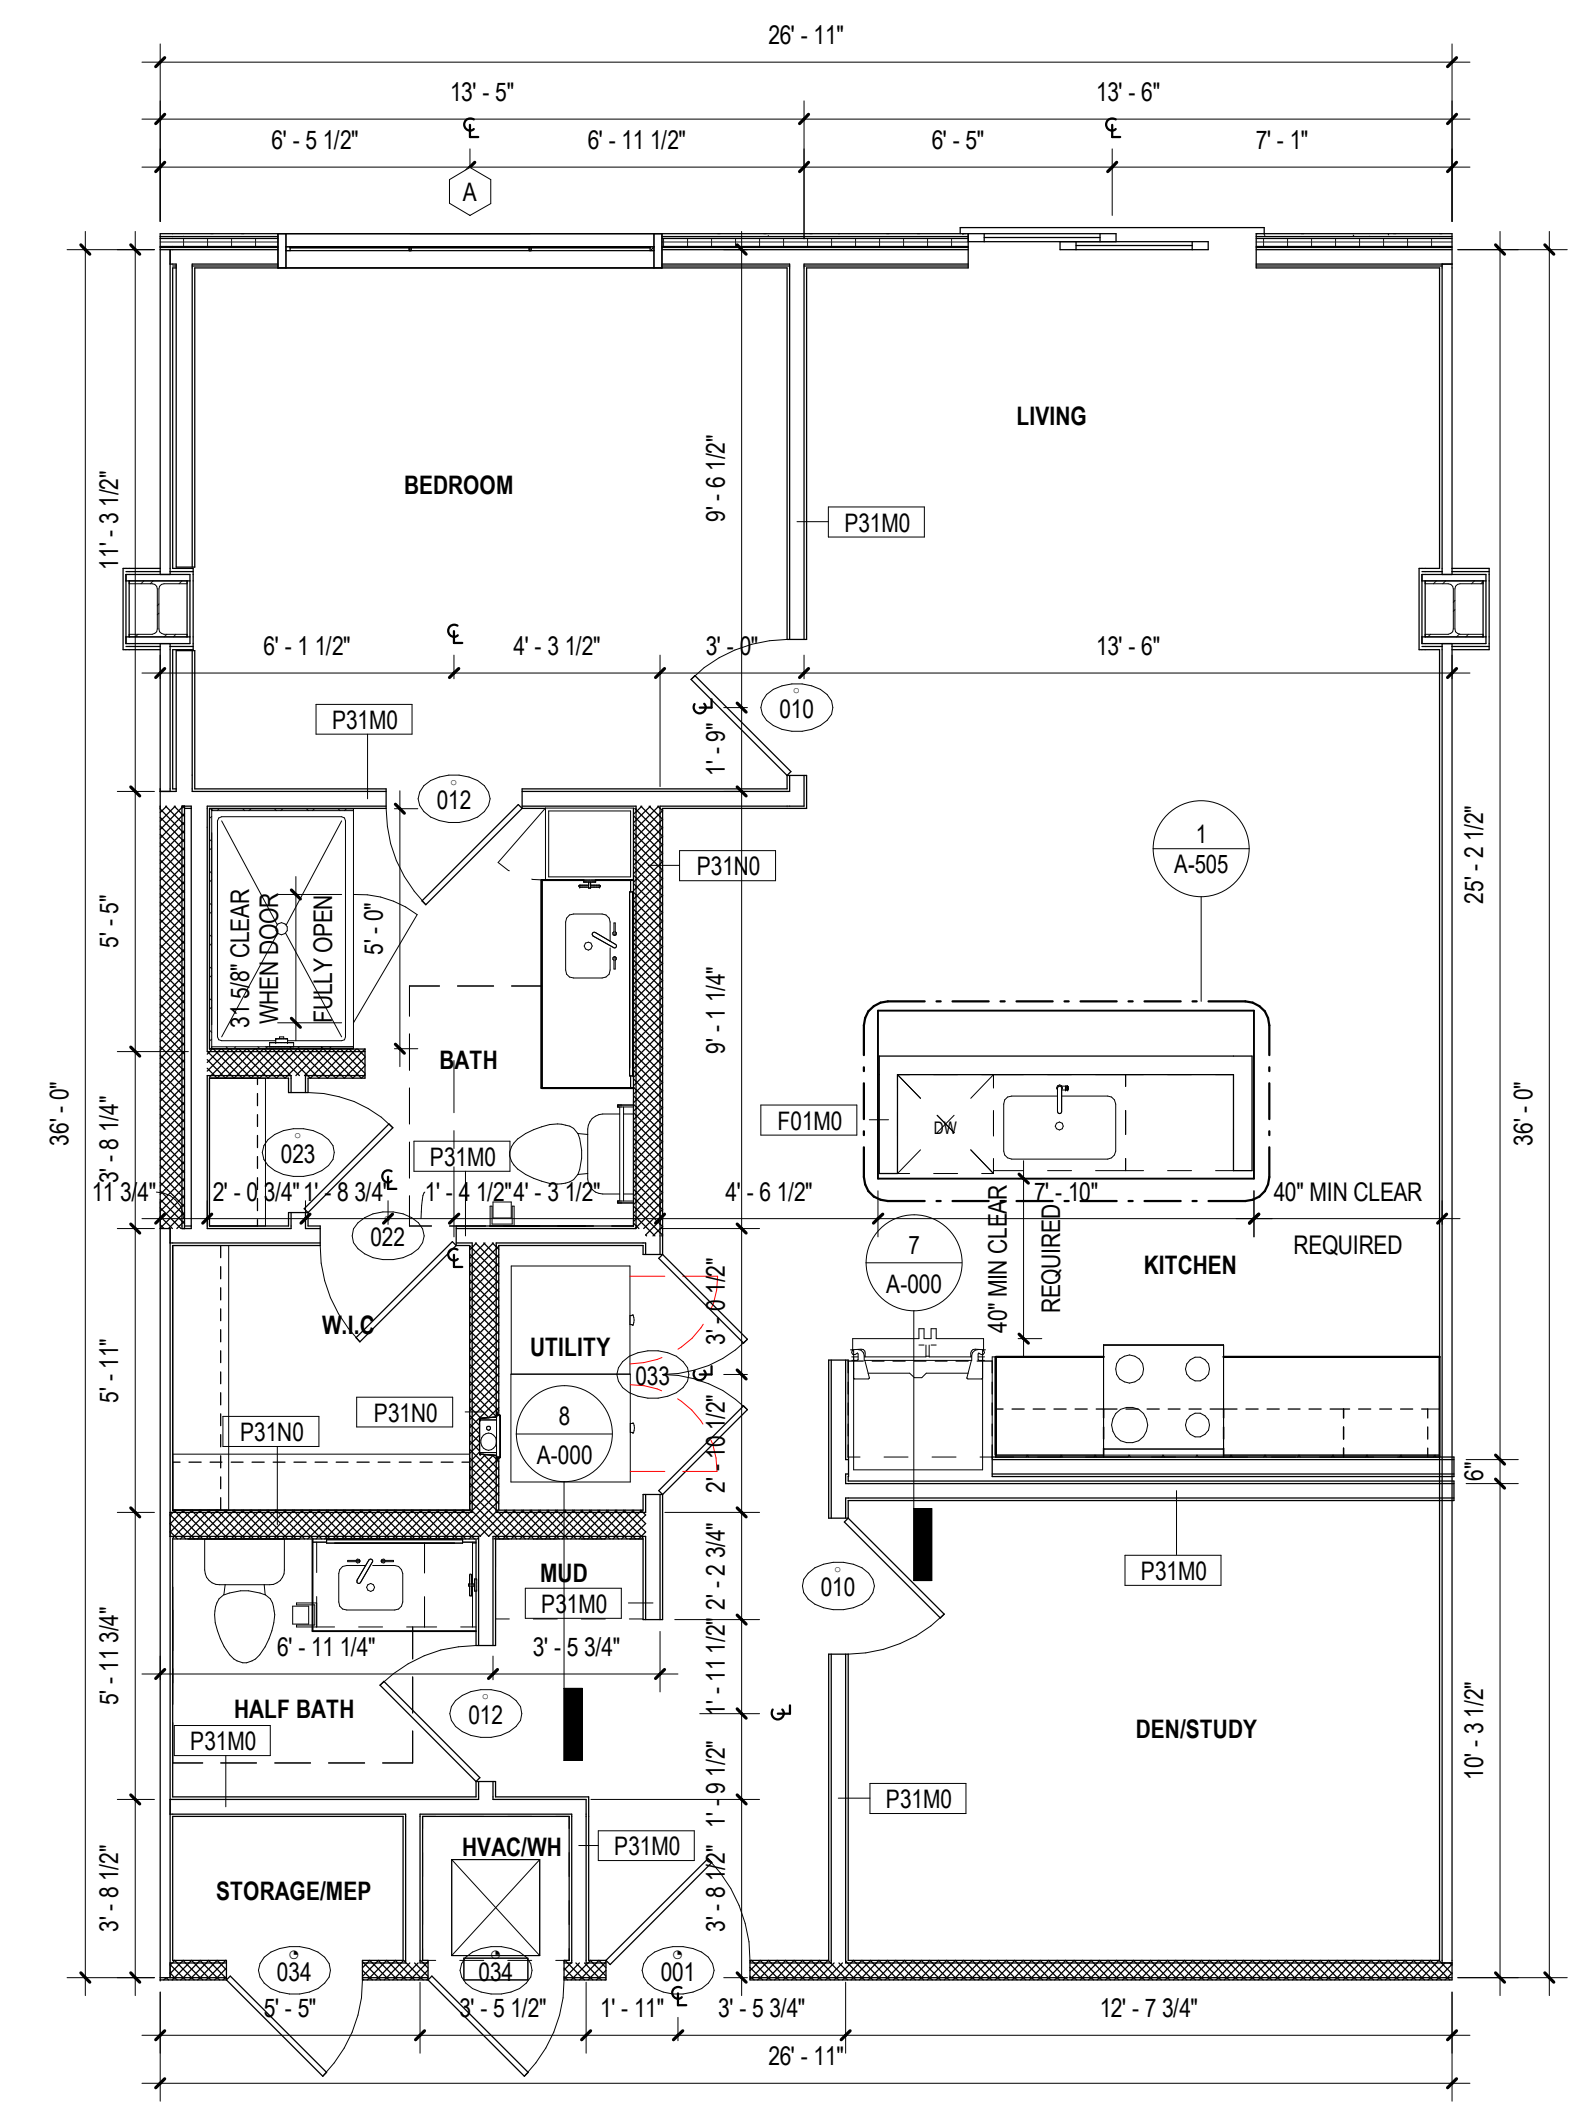 26' - 11"
13' - 5"
13' - 6"
6' - 5 1/2"
6' - 11 1/2"
6' - 5"
7' - 1"
A
LIVING
BEDROOM
9' - 6 1/2"
11' - 3 1/2"
P31M0
6' - 1 1/2"
4' - 3 1/2"
3' - 0"
13' - 6"
P31M0
010
1' - 9"
012
1
A-505
P31N0
25' - 2 1/2"
5' - 5"
31 5/8" CLEAR
WHEN DOOR
FULLY OPEN
5' - 0"
9' - 1 1/4"
BATH
36' - 0"
36' - 0"
F01M0
DW
3' - 8 1/4"
023
P31M0
11 3/4"
2' - 0 3/4"
1' - 8 3/4"
1' - 4 1/2"
4' - 3 1/2"
4' - 6 1/2"
7' - 10"
40" MIN CLEAR
REQUIRED
022
7
A-000
40" MIN CLEAR
REQUIRED
KITCHEN
W.I.C
UTILITY
3' - 0 1/2"
033
5' - 11"
P31N0
P31N0
8
A-000
2' - 10 1/2"
6"
MUD
P31M0
2' - 2 3/4"
010
P31M0
6' - 11 1/4"
3' - 5 3/4"
5' - 11 3/4"
1' - 11 1/2"
HALF BATH
012
DEN/STUDY
P31M0
10' - 3 1/2"
1' - 9 1/2"
P31M0
HVAC/WH
P31M0
STORAGE/MEP
3' - 8 1/2"
3' - 8 1/2"
034
034
001
5' - 5"
3' - 5 1/2"
1' - 11"
3' - 5 3/4"
12' - 7 3/4"
26' - 11"